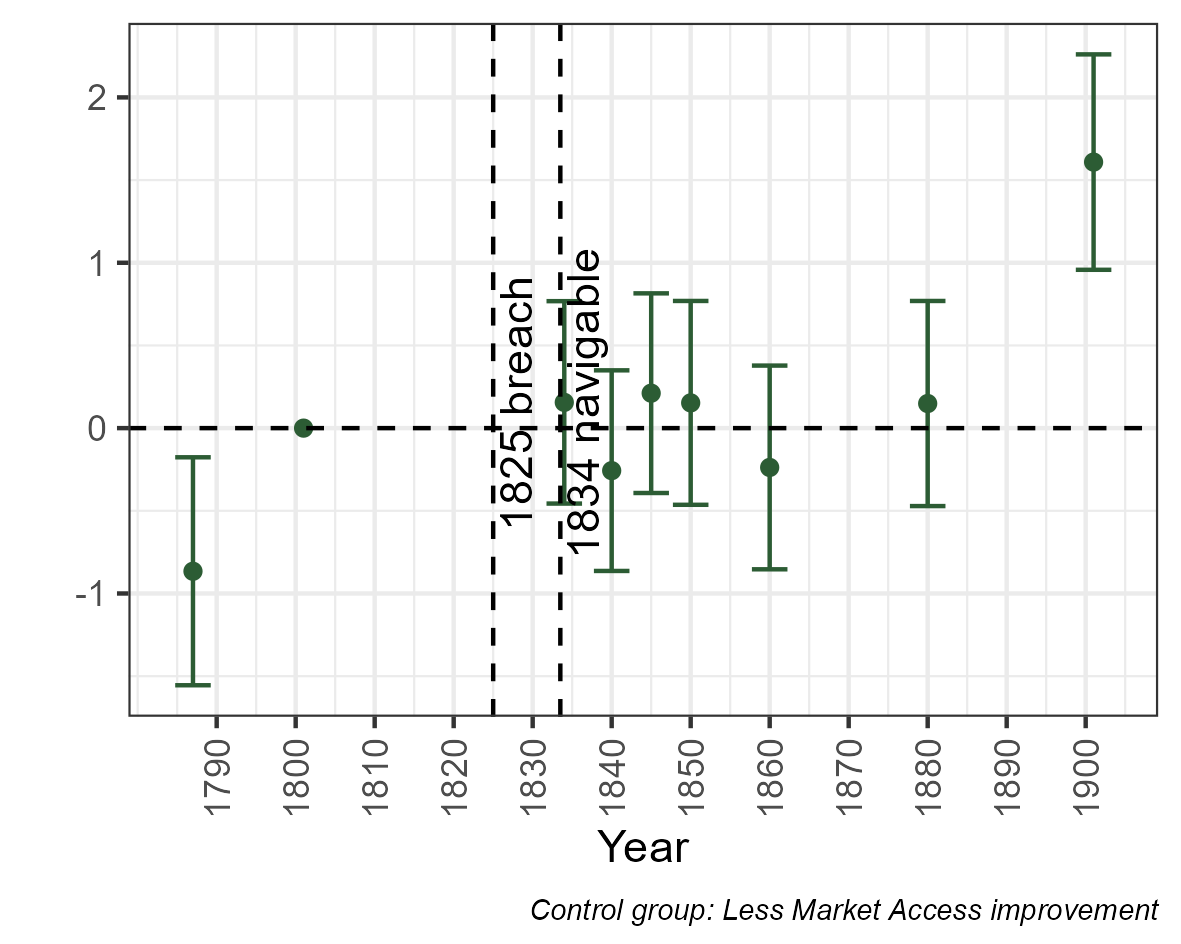 2
1
0
-1
1825 breach
1834 navigable
1790 1800 1810 1820 1830 1840 1850 1860 1870 1880 1890 1900
Year
Control group: Less Market Access improvement